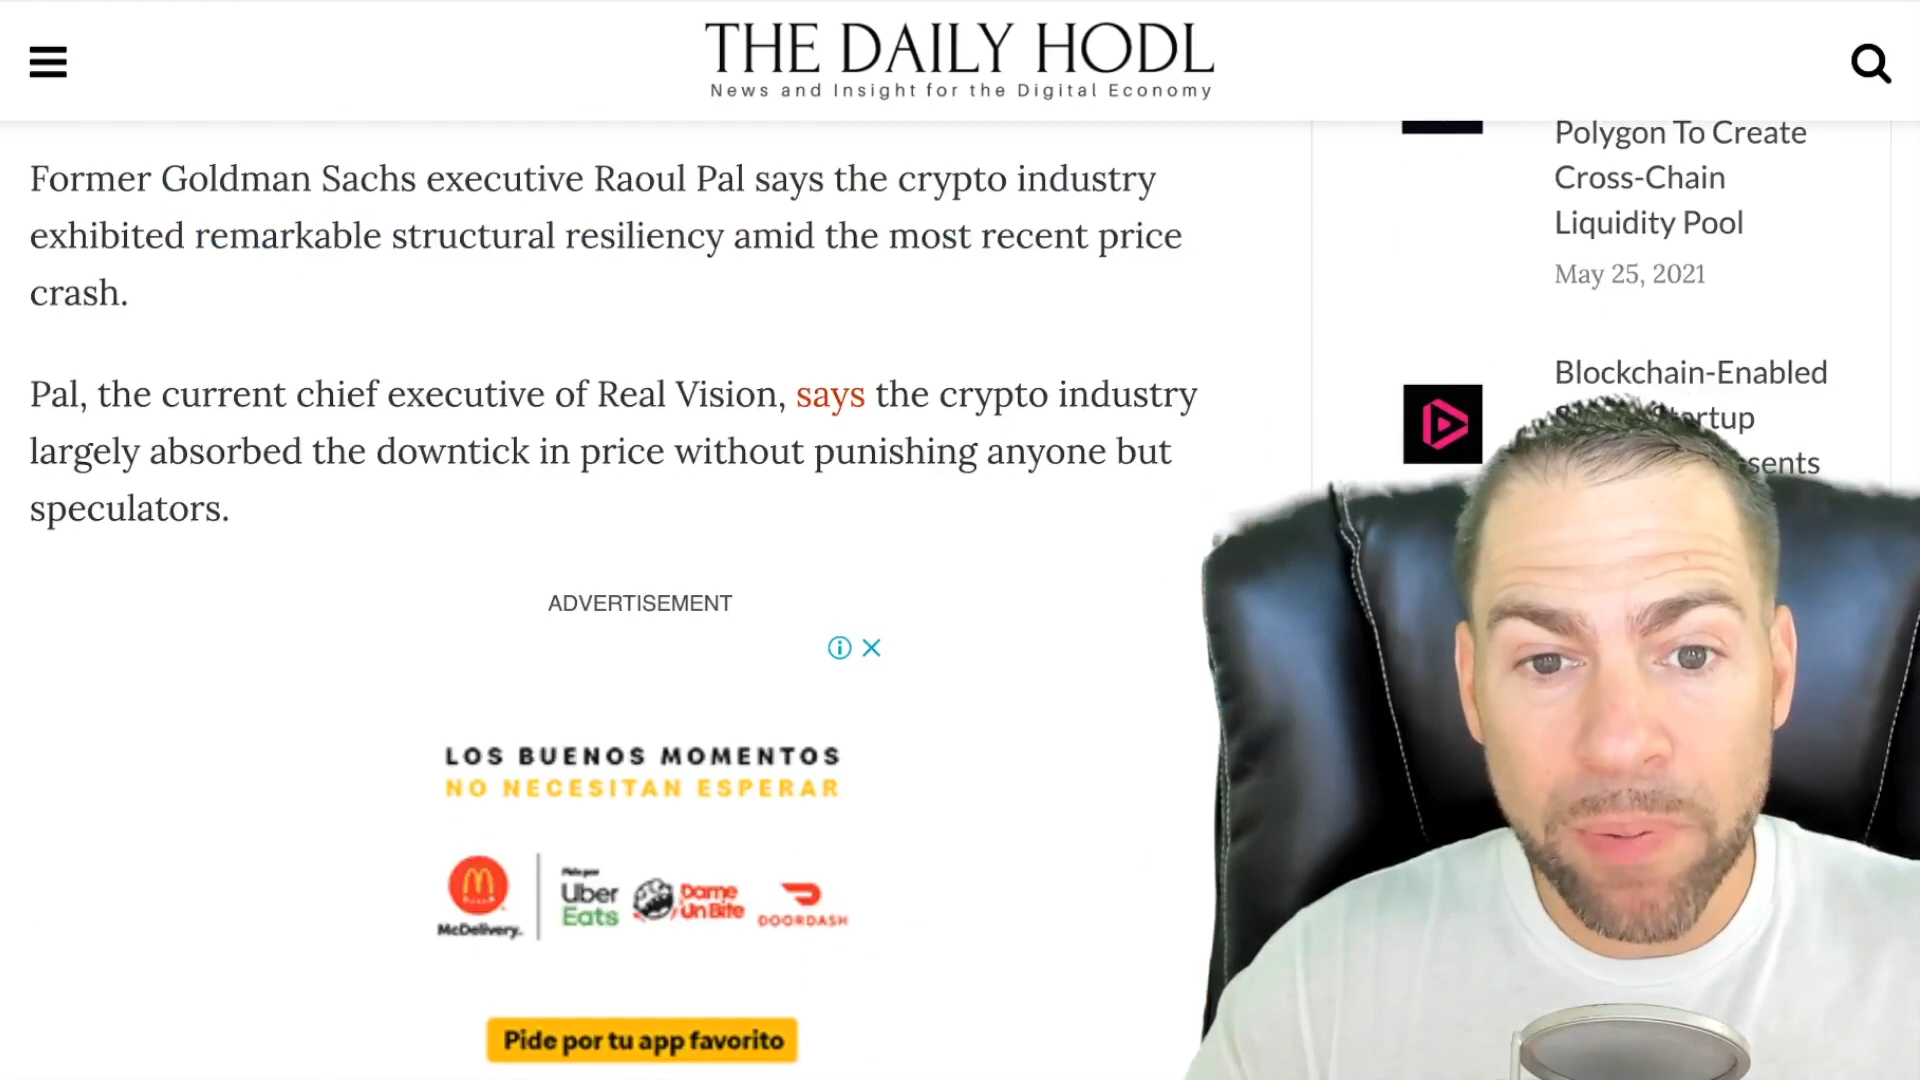 THE DAILY HODL
News and Insight for the Digital Economy
Former Goldman Sachs executive Raoul Pal says the crypto industry
exhibited remarkable structural resiliency amid the most recent price
crash.
Pal, the current chief executive of Real Vision, says the crypto industry
largely absorbed the downtick in price without punishing anyone but
speculators.
ADVERTISEMENT
LOS BUENOS MOMENTOS
NO NECESITAN ESPERAR
McDelivery
Uber
Eats
Dame
Un Bite
DOORDASH
Pide por tu app favorito
Polygon To Create
Cross-Chain
Liquidity Pool
May 25, 2021
Blockchain-Enabled